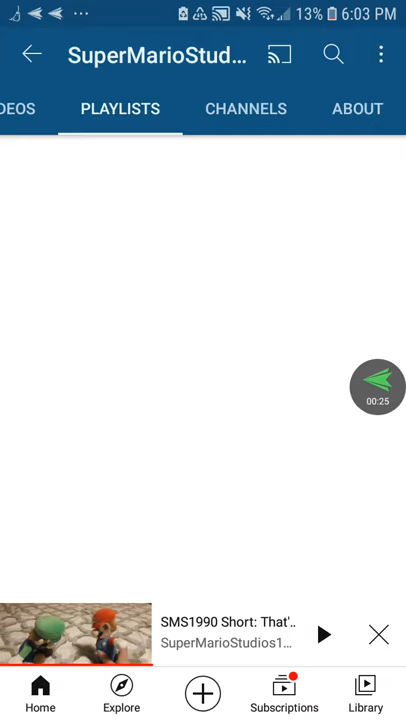 13% 6:03 PM
SuperMarioStud...
DEOS PLAYLISTS CHANNELS ABOUT
00:25
SMS1990 Short: That'..
SuperMarioStudios1...
Home Explore Subscriptions Library